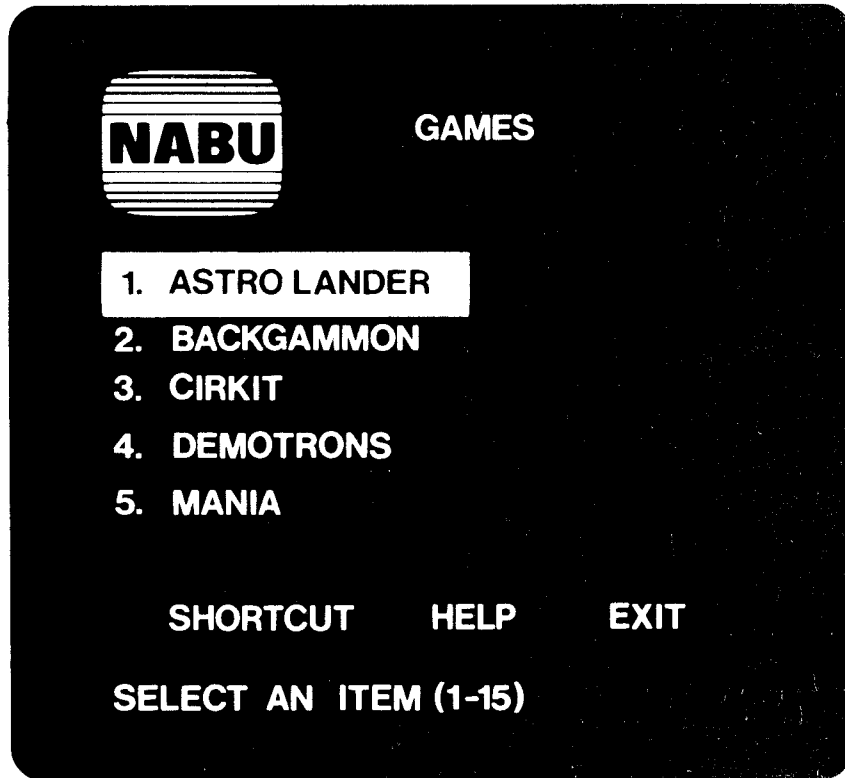 NABU
GAMES
1. ASTRO LANDER
2. BACKGAMMON
3. CIRKIT
4. DEMOTRONS
5. MANIA
SHORTCUT HELP EXIT
SELECT AN ITEM (1-15)